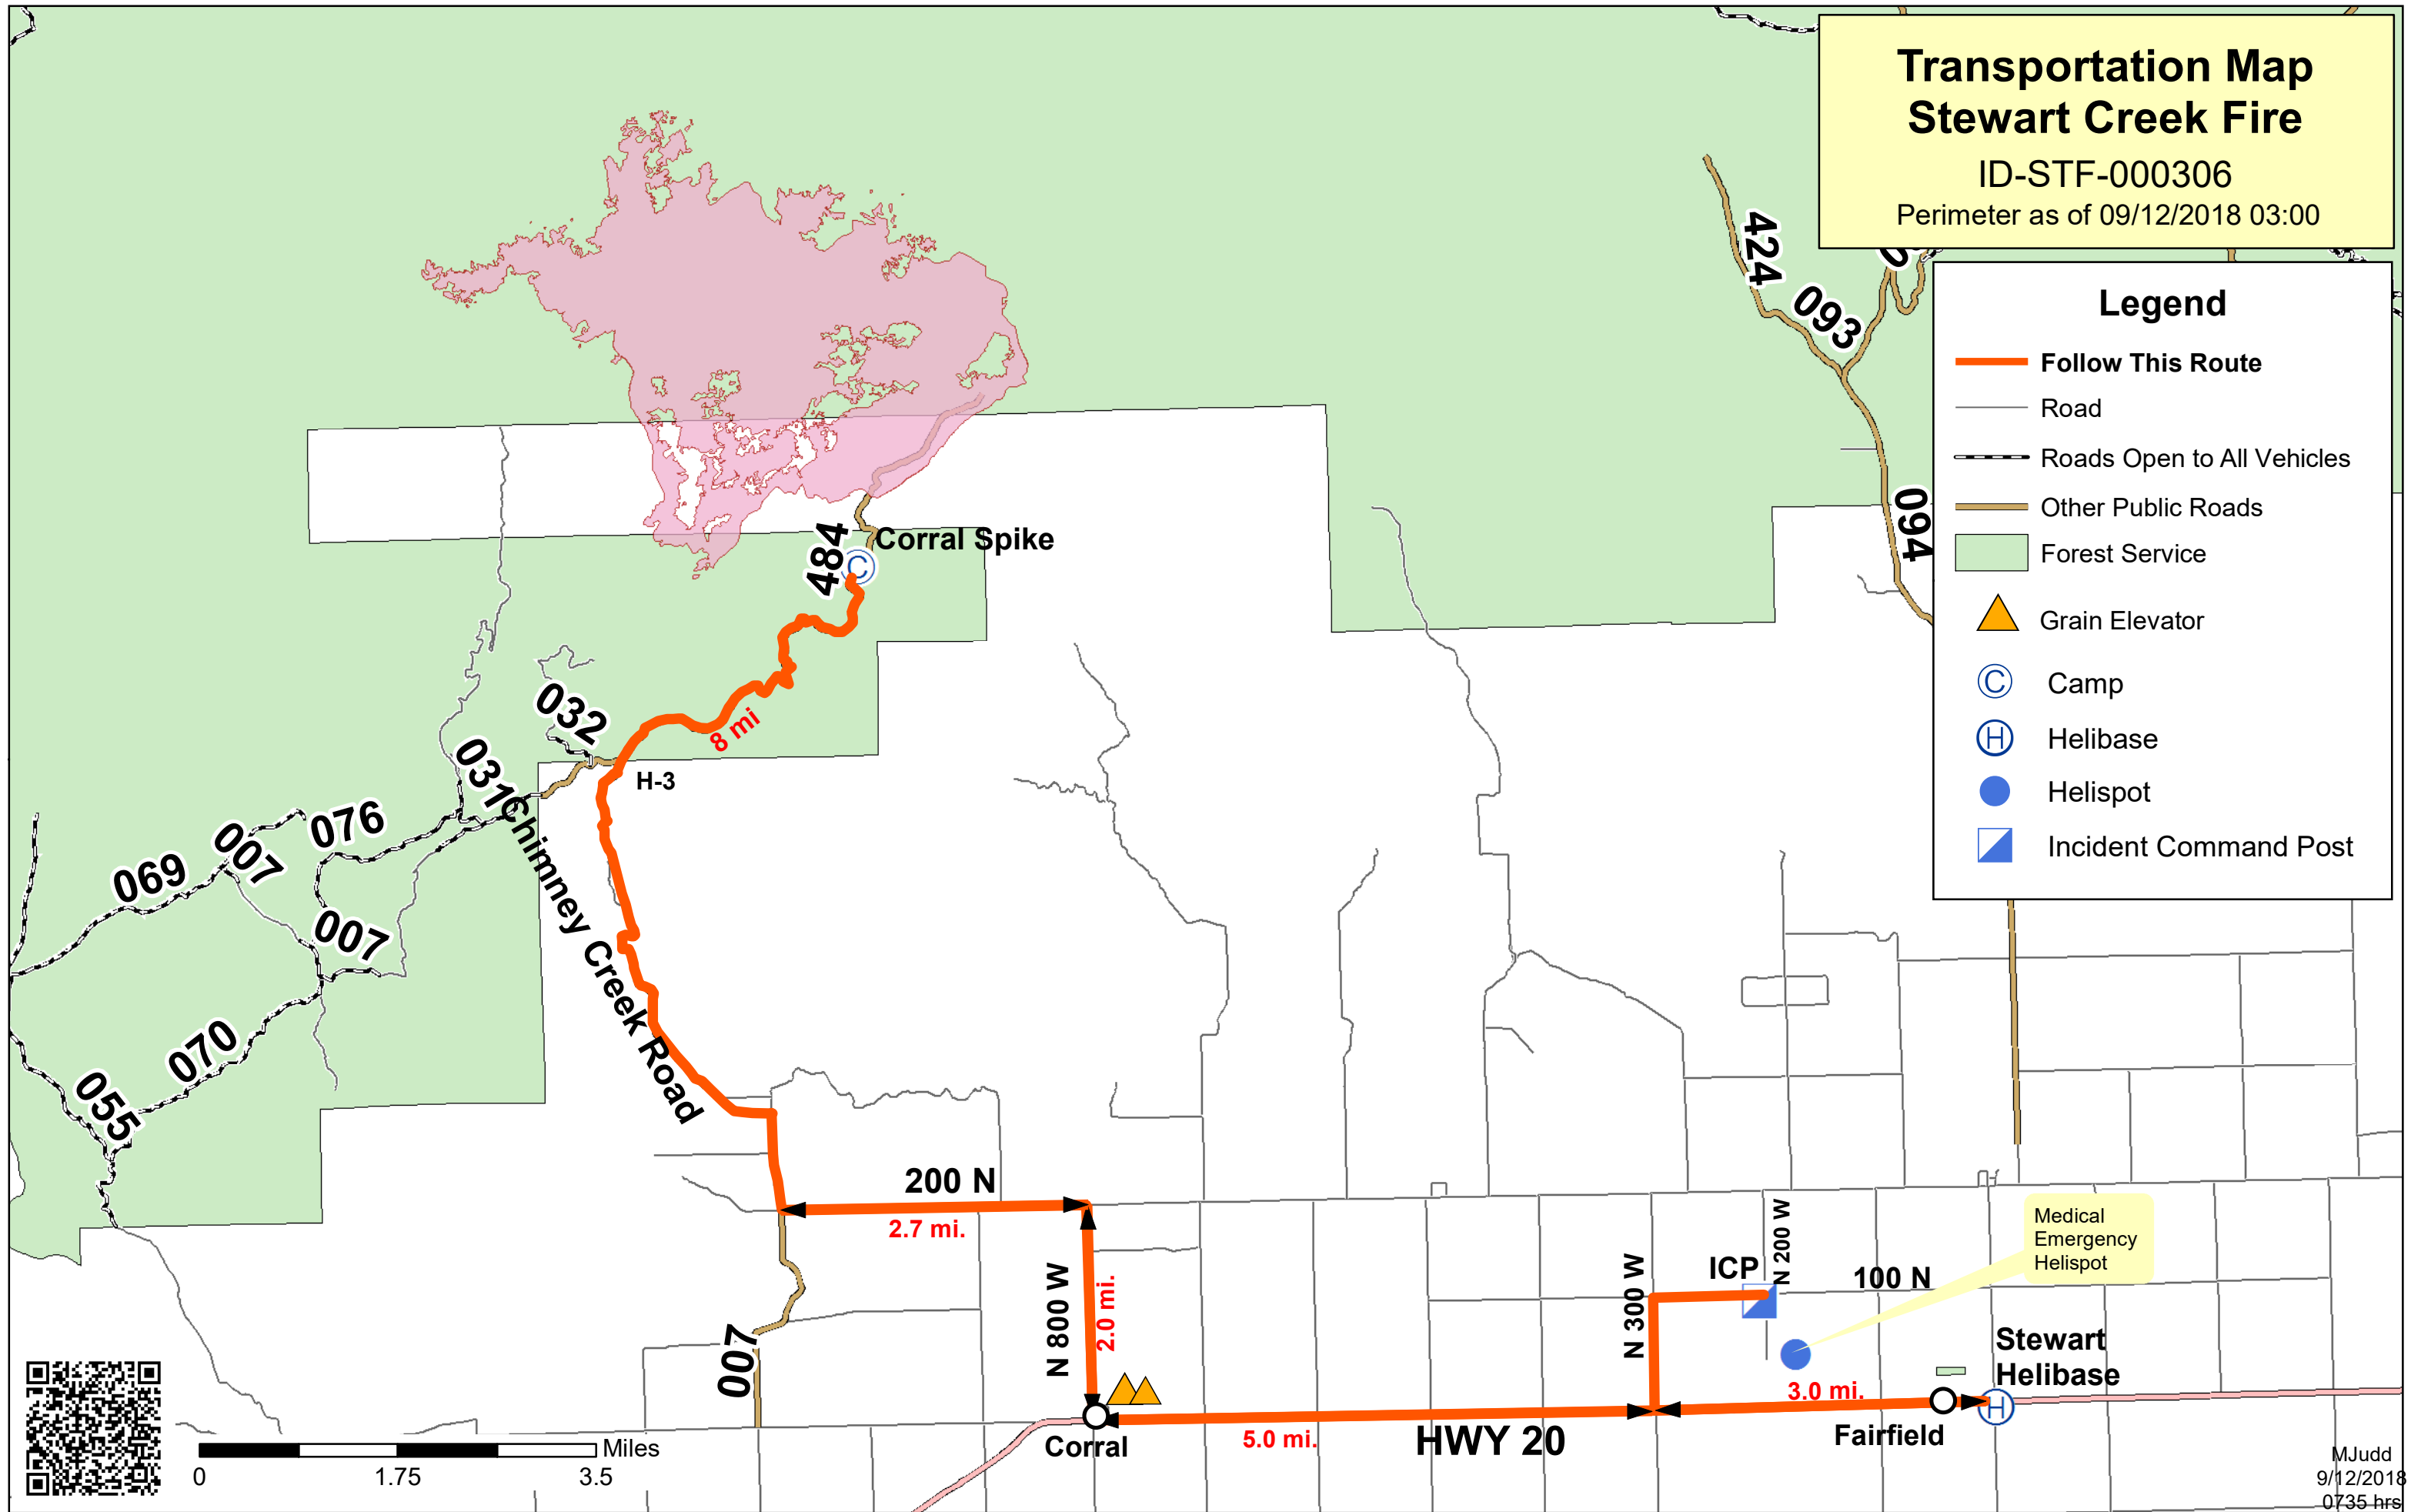 Transportation Map
Stewart Creek Fire
ID-STF-000306
Perimeter as of 09/12/2018 03:00
Legend
Follow This Route
Road
Roads Open to All Vehicles
Other Public Roads
Forest Service
Grain Elevator
C Camp
H Helibase
Helispot
Incident Command Post
424
093
094
484
Corral Spike
C
8 mi
032
H-3
031
076
007
069
007
070
055
Chimney Creek Road
200 N
2.7 mi.
N 800 W
2.0 mi.
007
Corral
5.0 mi.
HWY 20
N 300 W
ICP
N 200 W
100 N
Medical
Emergency
Helispot
Stewart
Helibase
H
3.0 mi.
Fairfield
Miles
0 1.75 3.5
MJudd
9/12/2018
0735 hrs